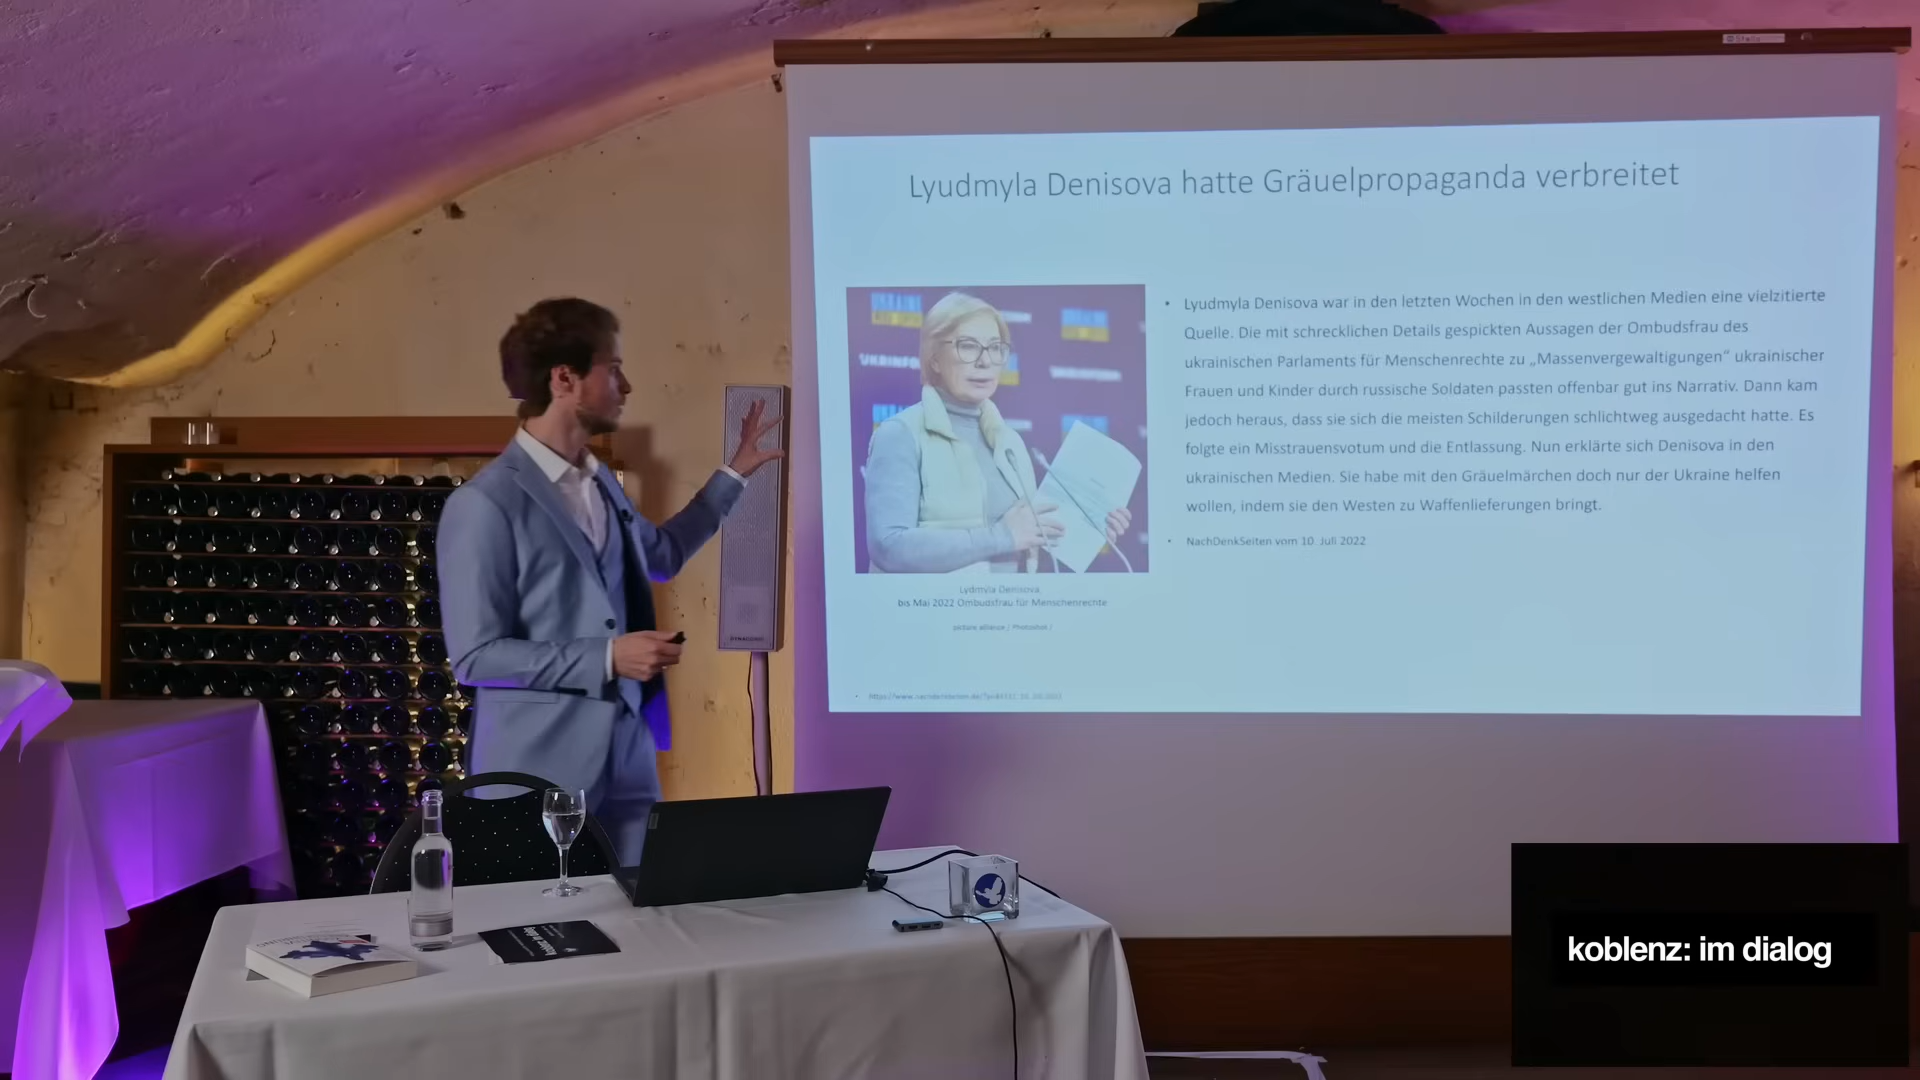 Lyudmyla Denisova hatte Gräuelpropaganda verbreitet
• Lyudmyla Denisova war in den letzten Wochen in den westlichen Medien eine vielzitierte
Quelle. Die mit schrecklichen Details gespickten Aussagen der Ombudsfrau des
ukrainischen Parlaments für Menschenrechte zu „Massenvergewaltigungen“ ukrainischer
Frauen und Kinder durch russische Soldaten passten offenbar gut ins Narrativ. Dann kam
jedoch heraus, dass sie sich die meisten Schilderungen schlichtweg ausgedacht hatte. Es
folgte ein Misstrauensvotum und die Entlassung. Nun erklärte sich Denisova in den
ukrainischen Medien. Sie habe mit den Gräuelmärchen doch nur der Ukraine helfen
wollen, indem sie den Westen zu Waffenlieferungen bringt.
• NachDenkSeiten vom 10. Juli 2022
Lydmyla Denisova
bis Mai 2022 Ombudsfrau für Menschenrechte
picture alliance / Photoshot /
koblenz: im dialog